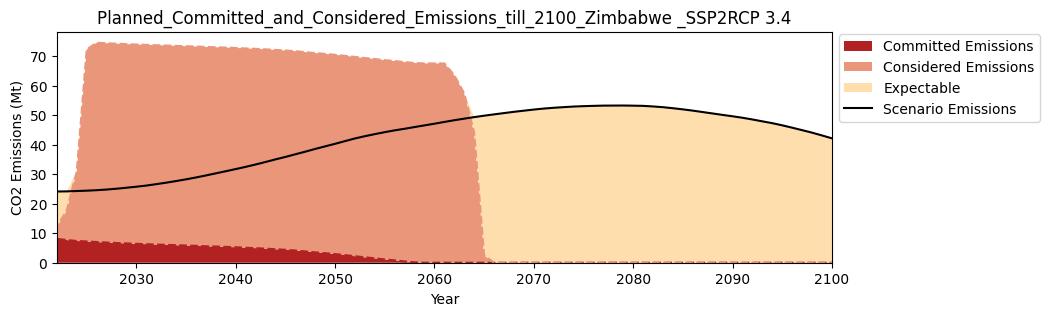 Planned_Committed_and_Considered_Emissions_till_2100_Zimbabwe _SSP2RCP 3.4
Committed Emissions
Considered Emissions
Expectable
Scenario Emissions
CO2 Emissions (Mt)
70
60
50
40
30
20
10
0
2030 2040 2050 2060 2070 2080 2090 2100
Year